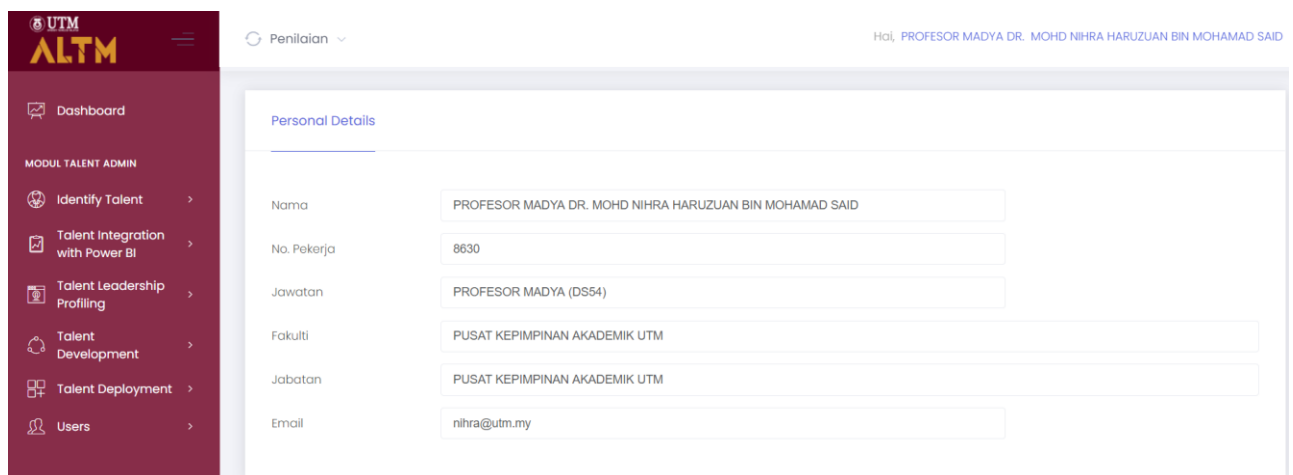 UTM
ALTM
Penilaian
Hai, PROFESOR MADYA DR. MOHD NIHRA HARUZUAN BIN MOHAMAD SAID
Dashboard
MODUL TALENT ADMIN
Identify Talent
Talent Integration
with Power BI
Talent Leadership
Profiling
Talent
Development
Talent Deployment
Users
Personal Details
Nama PROFESOR MADYA DR. MOHD NIHRA HARUZUAN BIN MOHAMAD SAID
No. Pekerja 8630
Jawatan PROFESOR MADYA (DS54)
Fakulti PUSAT KEPIMPINAN AKADEMIK UTM
Jabatan PUSAT KEPIMPINAN AKADEMIK UTM
Email nihra@utm.my